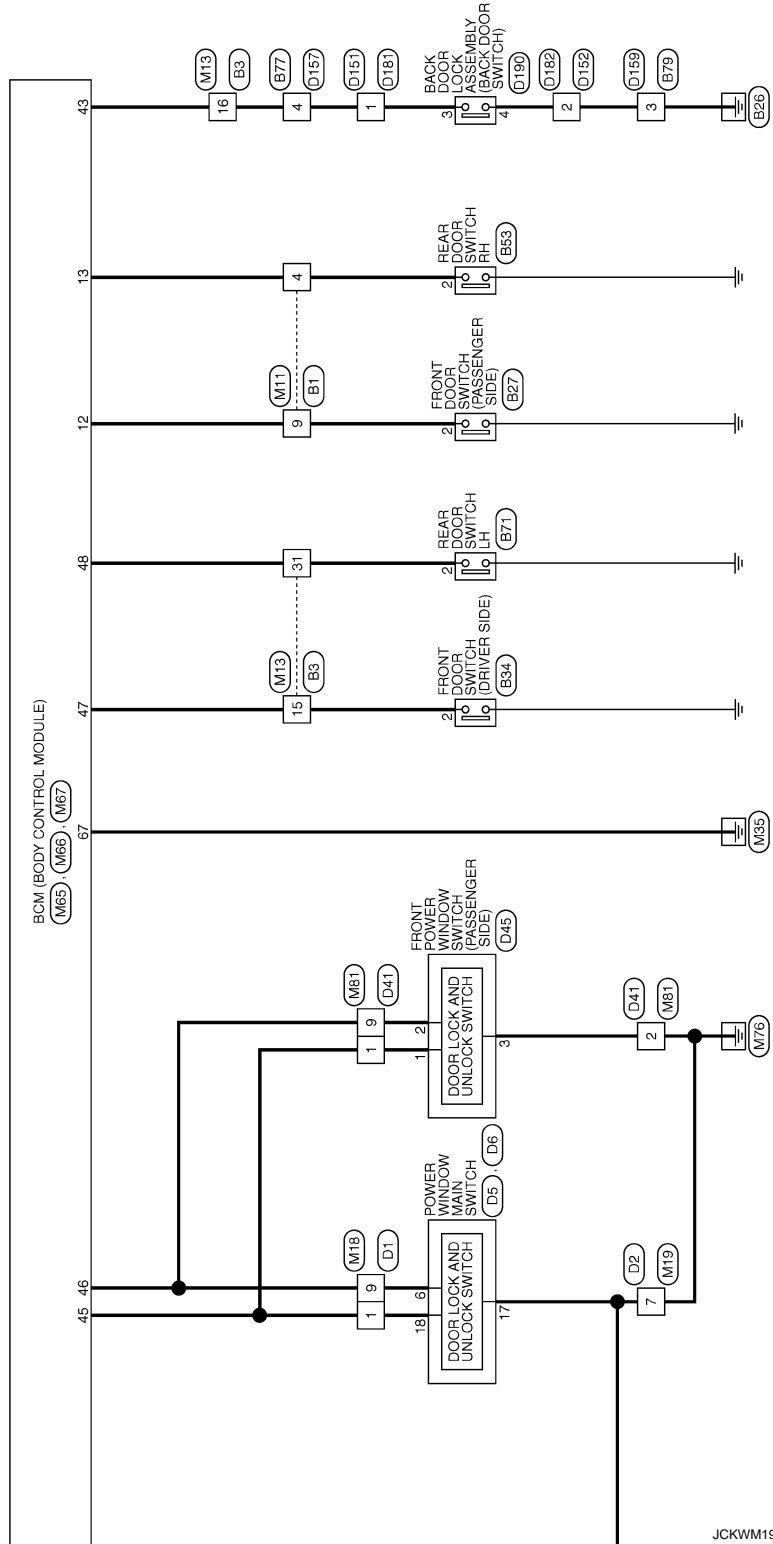 43
M13
B3
16
B77
D157
4
D151
D181
1
BACK
DOOR
LOCK
ASSEMBLY
(BACK DOOR
SWITCH)
3
4
D190
D182
D152
2
D159
B79
3
B26
13
4
REAR
DOOR
SWITCH
RH
2
B53
12
M11
B1
9
FRONT
DOOR
SWITCH
(PASSENGER
SIDE)
2
B27
48
31
REAR
DOOR
SWITCH
LH
2
B71
47
M13
B3
15
FRONT
DOOR
SWITCH
(DRIVER SIDE)
2
B34
BCM (BODY CONTROL MODULE)
M65 , M66 , M67
67
M35
M81
D41
9
1
FRONT
POWER
WINDOW
SWITCH
(PASSENGER
SIDE)
D45
2
1
DOOR LOCK AND
UNLOCK SWITCH
3
D41
M81
2
M76
46
45
M18
D1
9
1
POWER
WINDOW
MAIN
SWITCH
D5 , D6
6
18
DOOR LOCK AND
UNLOCK SWITCH
17
D2
M19
7
JCKWM19